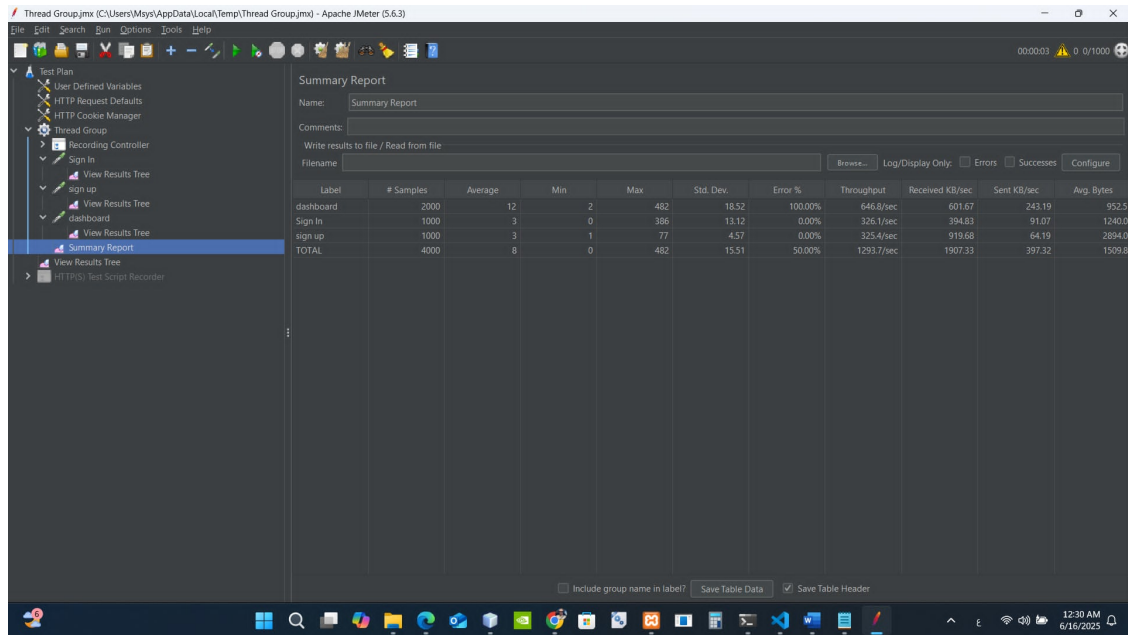 Thread Group.jmx (C:\Users\Msys\AppData\Local\Temp\Thread Group.jmx) - Apache JMeter (5.6.3)
File Edit Search Run Options Tools Help
00:00:03 0 0/1000
Test Plan
User Defined Variables
HTTP Request Defaults
HTTP Cookie Manager
Thread Group
Recording Controller
Sign In
View Results Tree
sign up
View Results Tree
dashboard
View Results Tree
Summary Report
View Results Tree
HTTP(S) Test Script Recorder
Summary Report
Name: Summary Report
Comments:
Write results to file / Read from file
Filename Browse... Log/Display Only: Errors Successes Configure
Label # Samples Average Min Max Std. Dev. Error % Throughput Received KB/sec Sent KB/sec Avg. Bytes
dashboard 2000 12 2 482 18.52 100.00% 646.8/sec 601.67 243.19 952.5
Sign In 1000 3 0 386 13.12 0.00% 326.1/sec 394.83 91.07 1240.0
sign up 1000 3 1 77 4.57 0.00% 325.4/sec 919.68 64.19 2894.0
TOTAL 4000 8 0 482 15.51 50.00% 1293.7/sec 1907.33 397.32 1509.8
Include group name in label? Save Table Data Save Table Header
6
ع
12:30 AM
6/16/2025